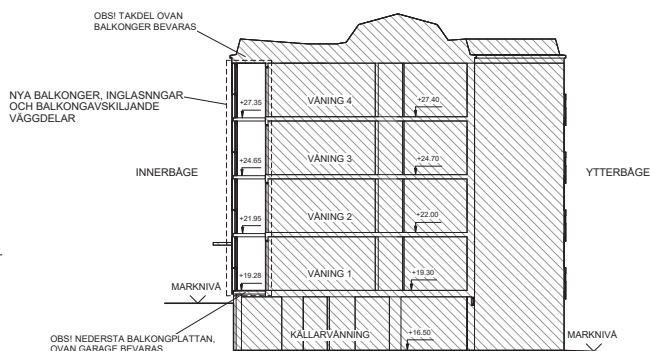 OBS! TAKDEL OVAN
BALKONGER BEVARAS
NYA BALKONGER, INGLASNINGAR
OCH BALKONGAVSKILJANDE
VÄGGDELAR
+27.35
VÅNING 4
+27.40
+24.65
VÅNING 3
+24.70
INNERBÅGE
YTTERBÅGE
+21.95
VÅNING 2
+22.00
+19.28
VÅNING 1
+19.30
MARKNIVÅ
KÄLLARVÅNNING
+16.50
OBS! NEDERSTA BALKONGPLATTAN,
OVAN GARAGE BEVARAS
MARKNIVÅ